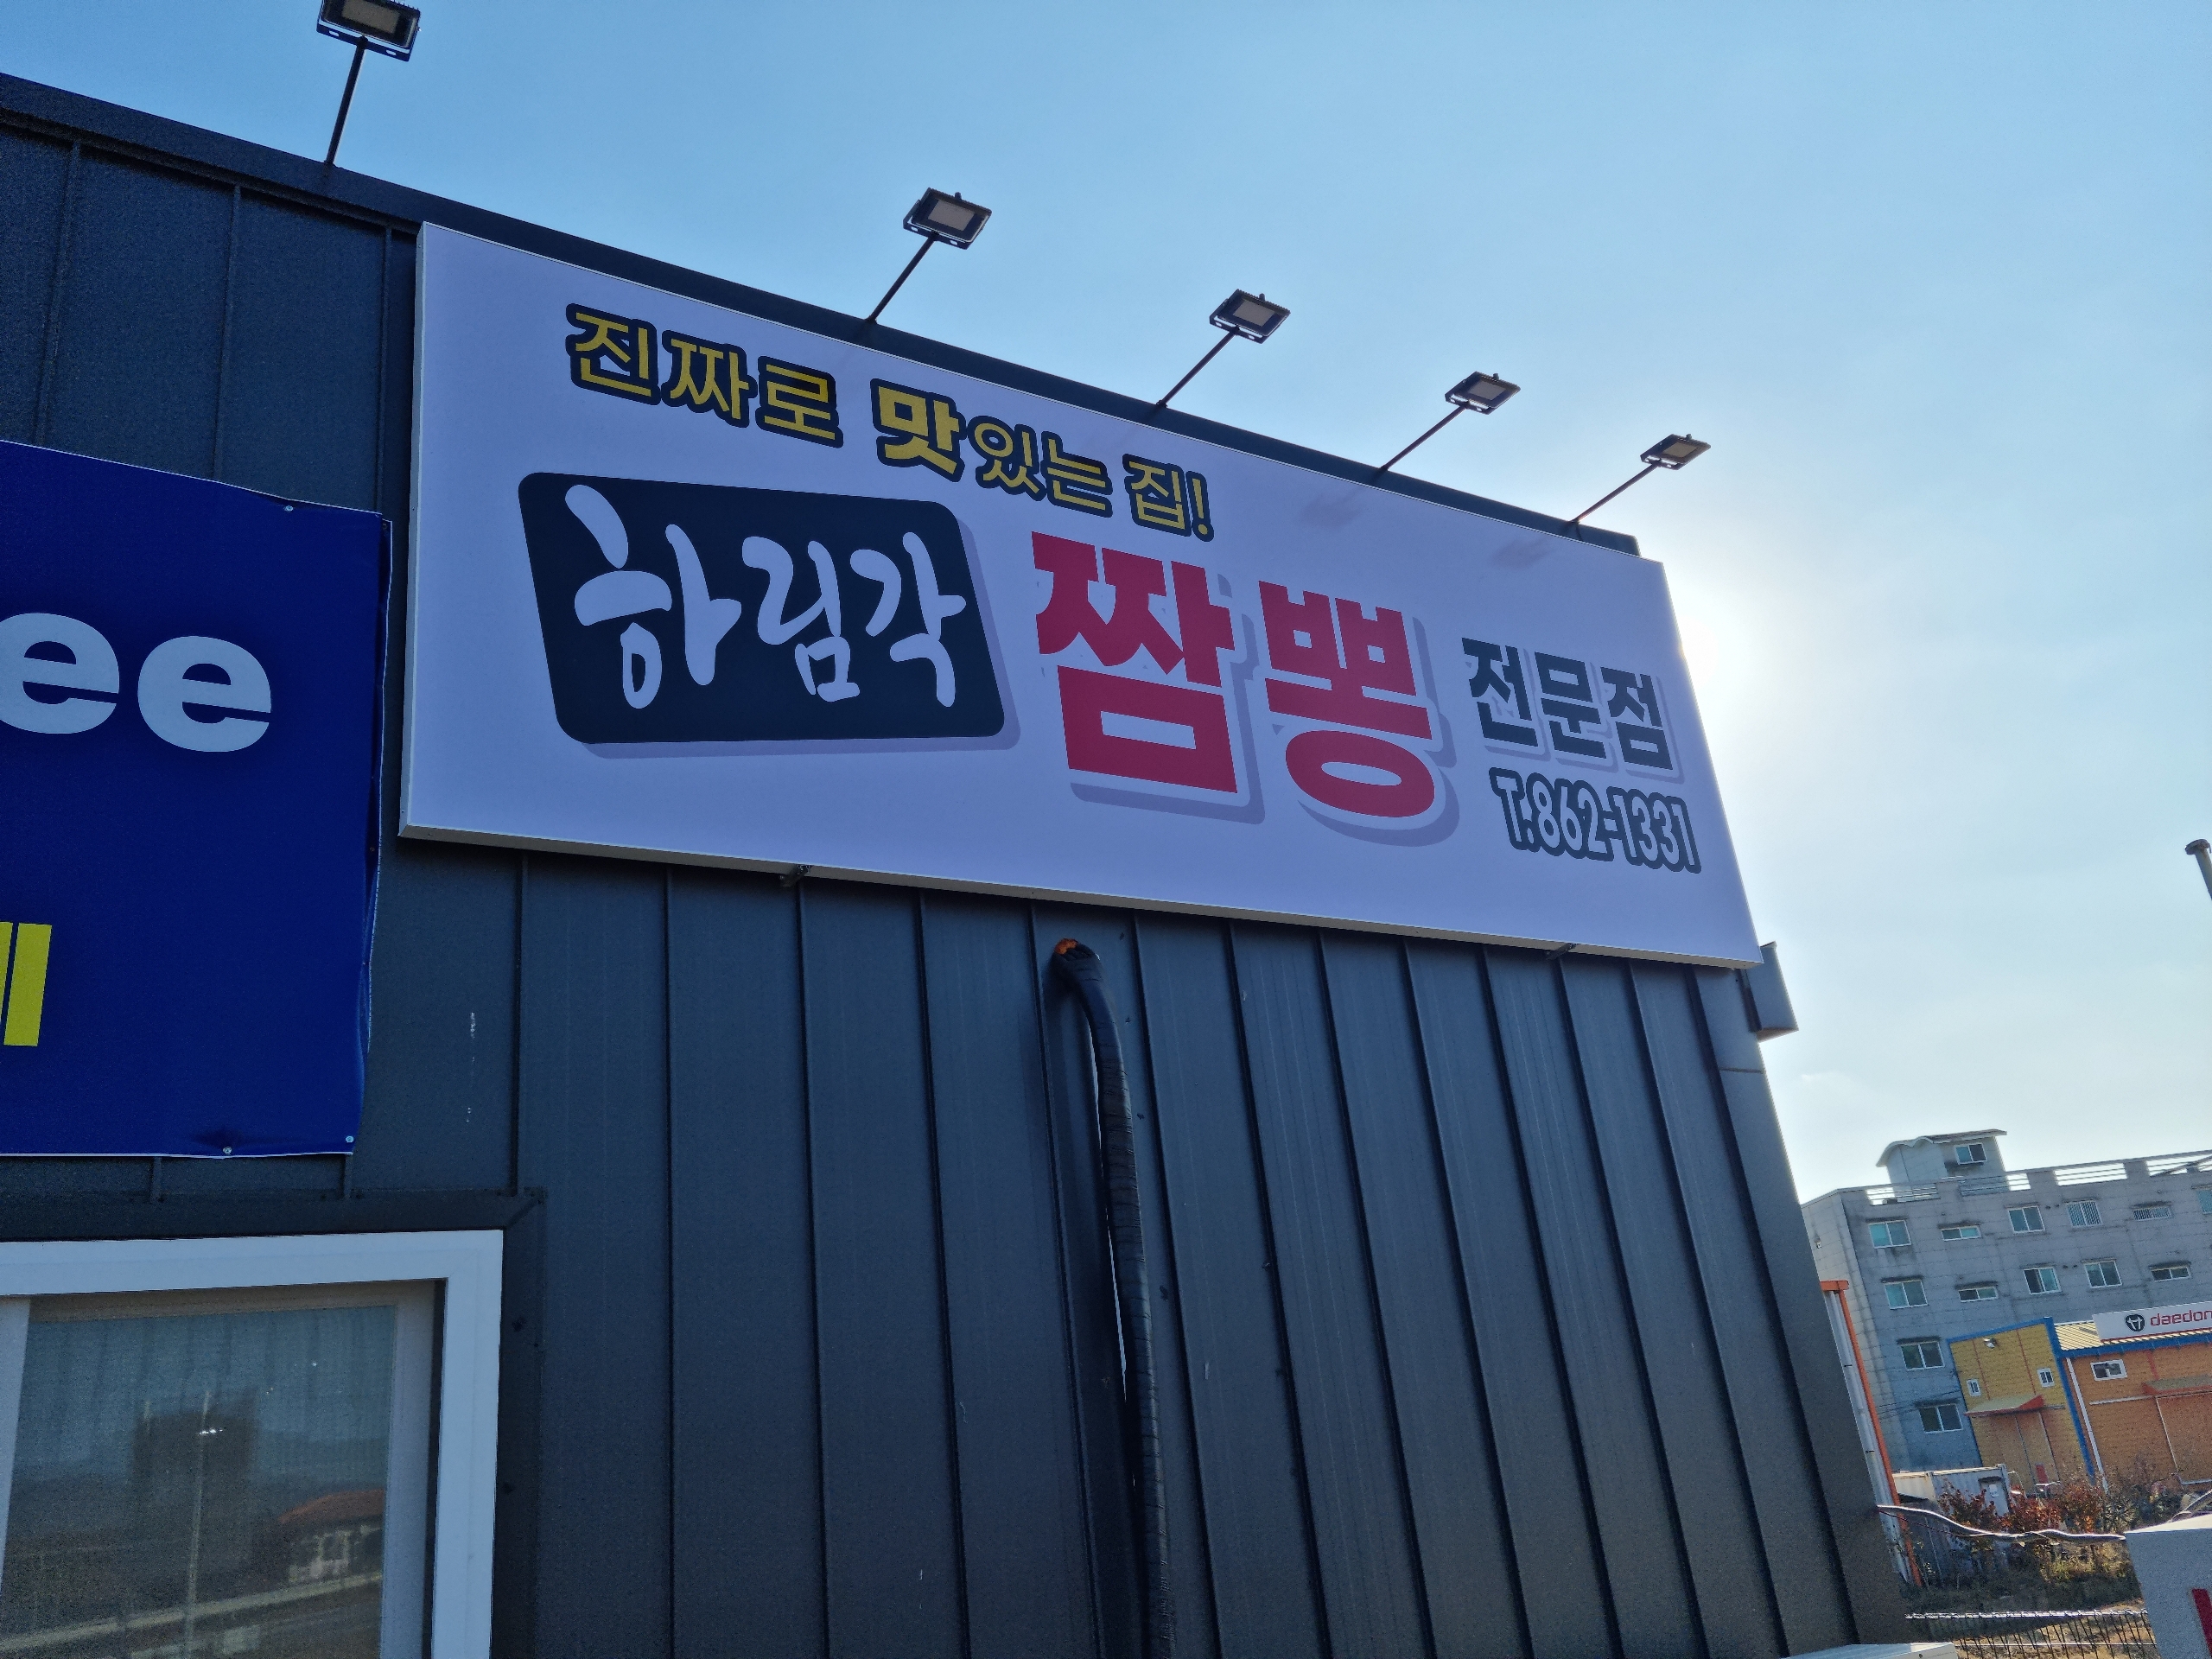 진짜로 맛있는 집!
하림각 짬뽕 전문점
T.862-1331
ee
daedon